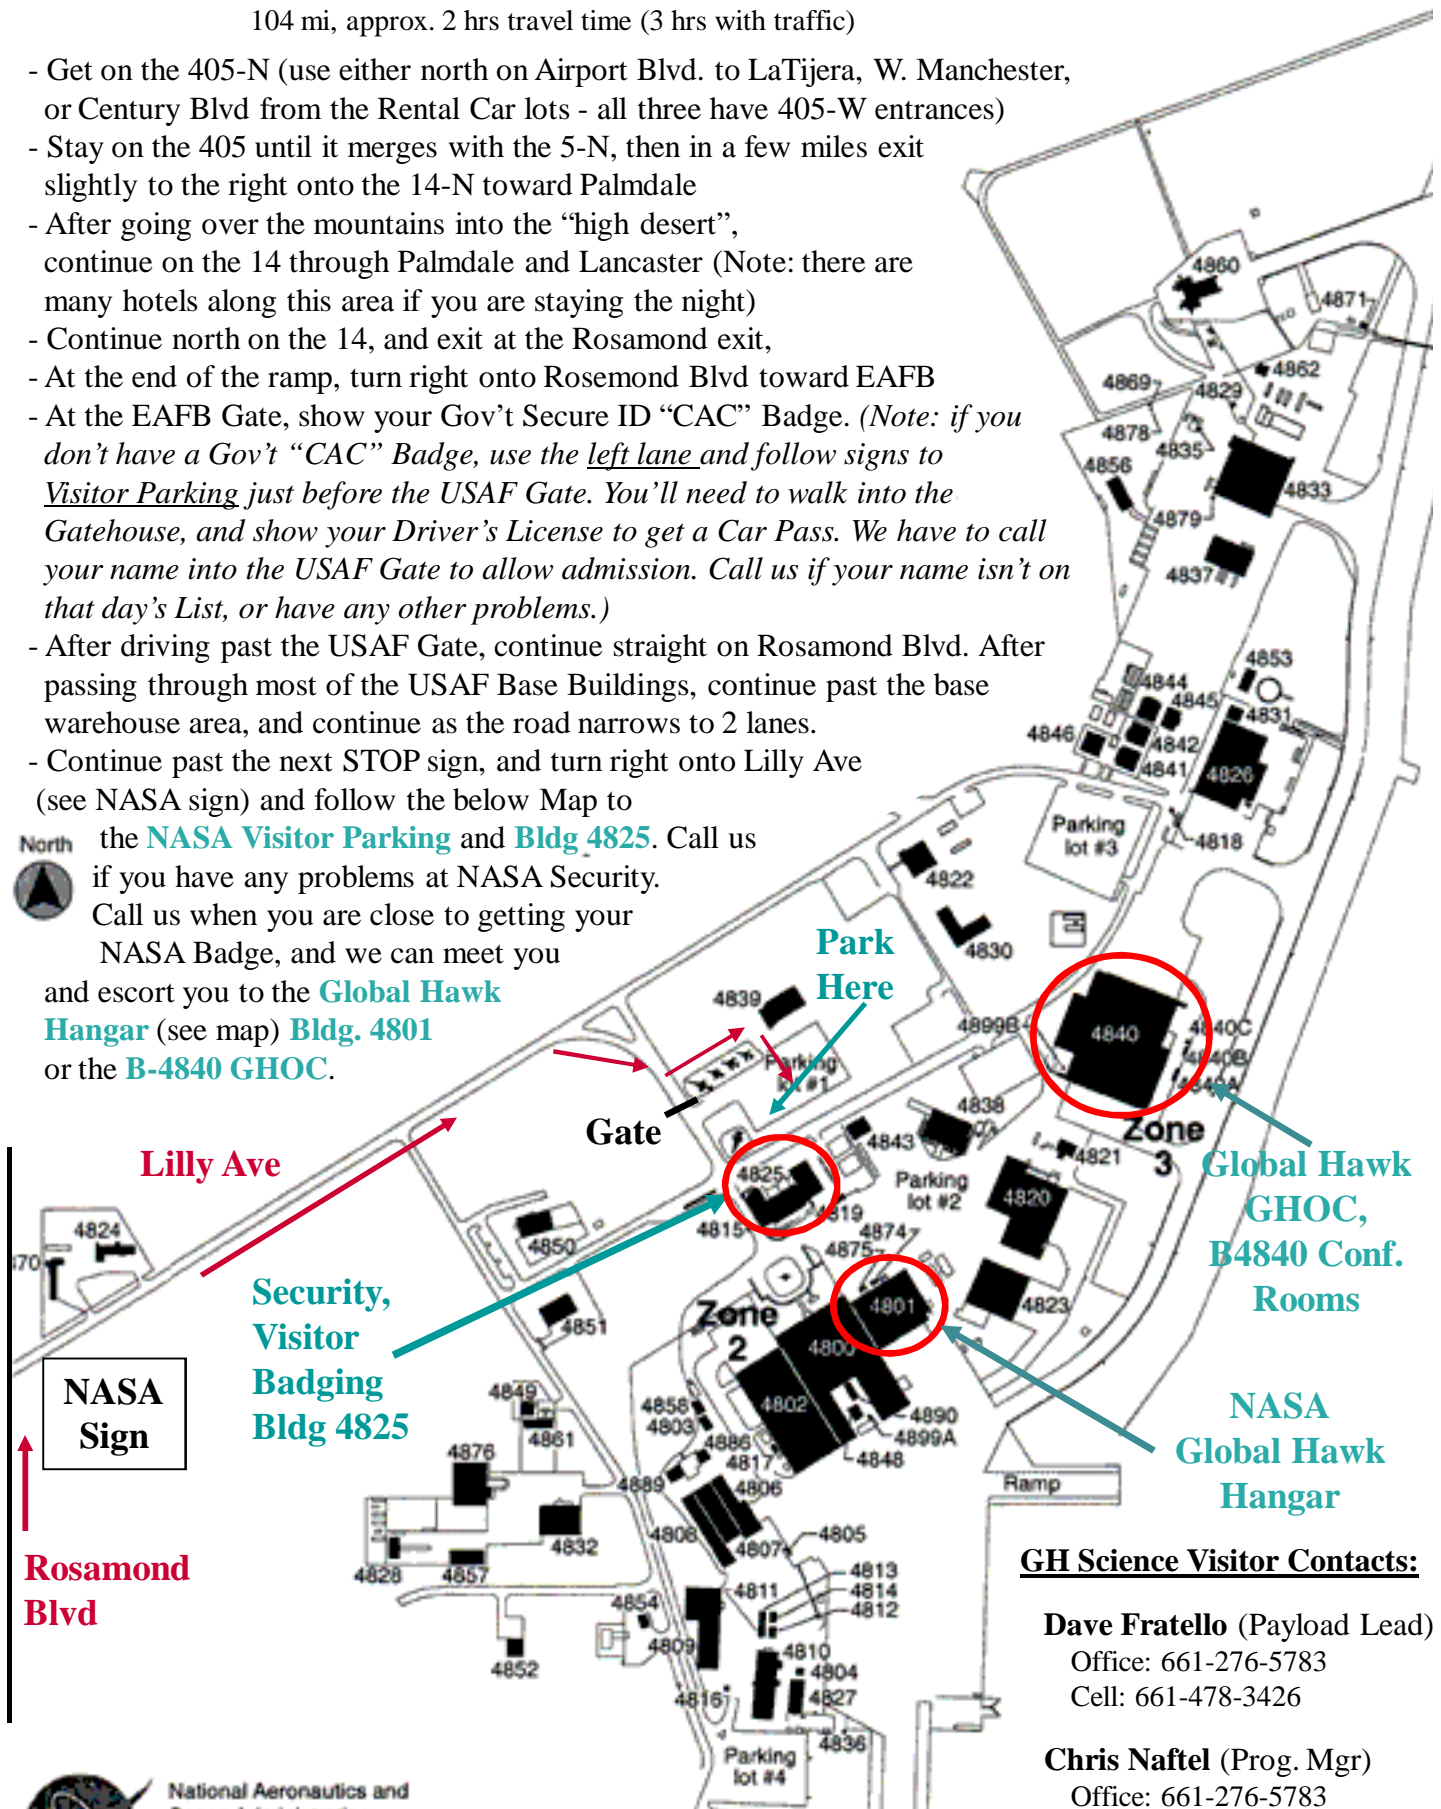 104 mi, approx. 2 hrs travel time (3 hrs with traffic)
- Get on the 405-N (use either north on Airport Blvd. to LaTijera, W. Manchester,
or Century Blvd from the Rental Car lots - all three have 405-W entrances)
- Stay on the 405 until it merges with the 5-N, then in a few miles exit
slightly to the right onto the 14-N toward Palmdale
- After going over the mountains into the “high desert”,
continue on the 14 through Palmdale and Lancaster (Note: there are
many hotels along this area if you are staying the night)
- Continue north on the 14, and exit at the Rosamond exit,
- At the end of the ramp, turn right onto Rosemond Blvd toward EAFB
- At the EAFB Gate, show your Gov’t Secure ID “CAC” Badge. (Note: if you
don’t have a Gov’t “CAC” Badge, use the left lane and follow signs to
Visitor Parking just before the USAF Gate. You’ll need to walk into the
Gatehouse, and show your Driver’s License to get a Car Pass. We have to call
your name into the USAF Gate to allow admission. Call us if your name isn’t on
that day’s List, or have any other problems.)
- After driving past the USAF Gate, continue straight on Rosamond Blvd. After
passing through most of the USAF Base Buildings, continue past the base
warehouse area, and continue as the road narrows to 2 lanes.
- Continue past the next STOP sign, and turn right onto Lilly Ave
(see NASA sign) and follow the below Map to
the NASA Visitor Parking and Bldg 4825. Call us
if you have any problems at NASA Security.
Call us when you are close to getting your
NASA Badge, and we can meet you
and escort you to the Global Hawk
Hangar (see map) Bldg. 4801
or the B-4840 GHOC.
North
4860
4871
4862
4869
4829
4878
4835
4856
4833
4879
4837
4853
4844
4845
4831
4846
4842
4841
4826
Parking
lot #3
4818
4822
4830
Park
Here
4839
4899B
4840
4840C
4840B
4840A
Parking
lot #1
Gate
4838
4843
Zone
3
4821
Lilly Ave
4825
Parking
lot #2
4820
Global Hawk
GHOC,
B4840 Conf.
Rooms
4819
4815
4874
4875
4824
70
4850
4801
4823
Security,
Visitor
Badging
Bldg 4825
4851
Zone
2
4800
4802
NASA
Sign
4849
4861
4858
4803
4890
4899A
4886
4817
4848
NASA
Global Hawk
Hangar
4876
4889
4806
Ramp
4832
4808
4807
4805
4828
4857
Rosamond
Blvd
4813
4814
4812
4811
4854
4809
4810
4804
4827
4852
4816
4836
Parking
lot #4
GH Science Visitor Contacts:
Dave Fratello (Payload Lead)
Office: 661-276-5783
Cell: 661-478-3426
Chris Naftel (Prog. Mgr)
Office: 661-276-5783
National Aeronautics and